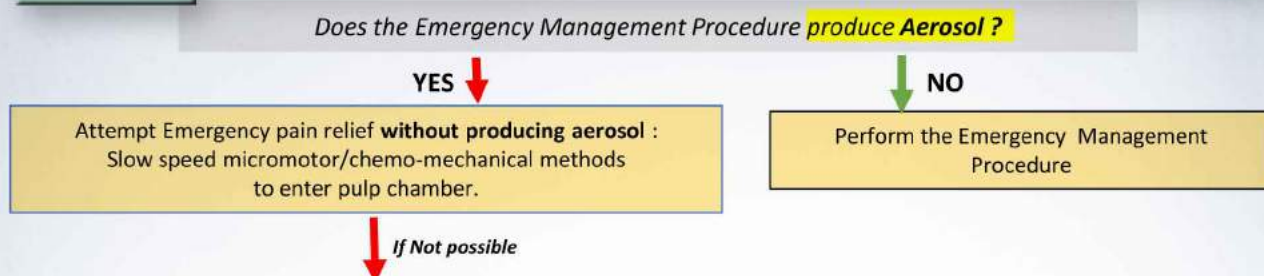 Does the Emergency Management Procedure produce Aerosol ?
YES
NO
Attempt Emergency pain relief without producing aerosol :
Slow speed micromotor/chemo-mechanical methods
to enter pulp chamber.
Perform the Emergency Management
Procedure
If Not possible